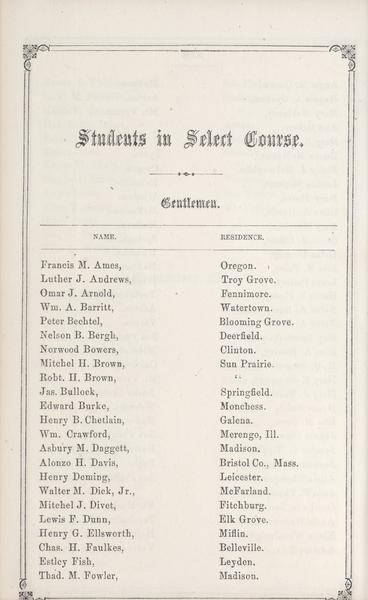 Students in Select Course.
Gentlemen.
NAME. RESIDENCE.
Francis M. Ames, Oregon.
Luther J. Andrews, Troy Grove.
Omar J. Arnold, Fennimore.
Wm. A. Barritt, Watertown.
Peter Bechtel, Blooming Grove.
Nelson B. Bergh, Deerfield.
Norwood Bowers, Clinton.
Mitchel H. Brown, Sun Prairie.
Robt. H. Brown, "
Jas. Bullock, Springfield.
Edward Burke, Monchess.
Henry B. Chetlain, Galena.
Wm. Crawford, Merengo, Ill.
Asbury M. Daggett, Madison.
Alonzo H. Davis, Bristol Co., Mass.
Henry Deming, Leicester.
Walter M. Dick, Jr., McFarland.
Mitchel J. Divet, Fitchburg.
Lewis F. Dunn, Elk Grove.
Henry G. Ellsworth, Miflin.
Chas. H. Faulkes, Belleville.
Estley Fish, Leyden.
Thad. M. Fowler, Madison.